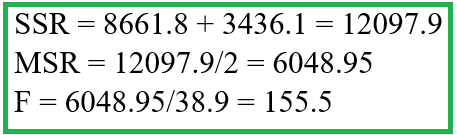 SSR = 8661.8 + 3436.1 = 12097.9
MSR = 12097.9/2 = 6048.95
F = 6048.95/38.9 = 155.5